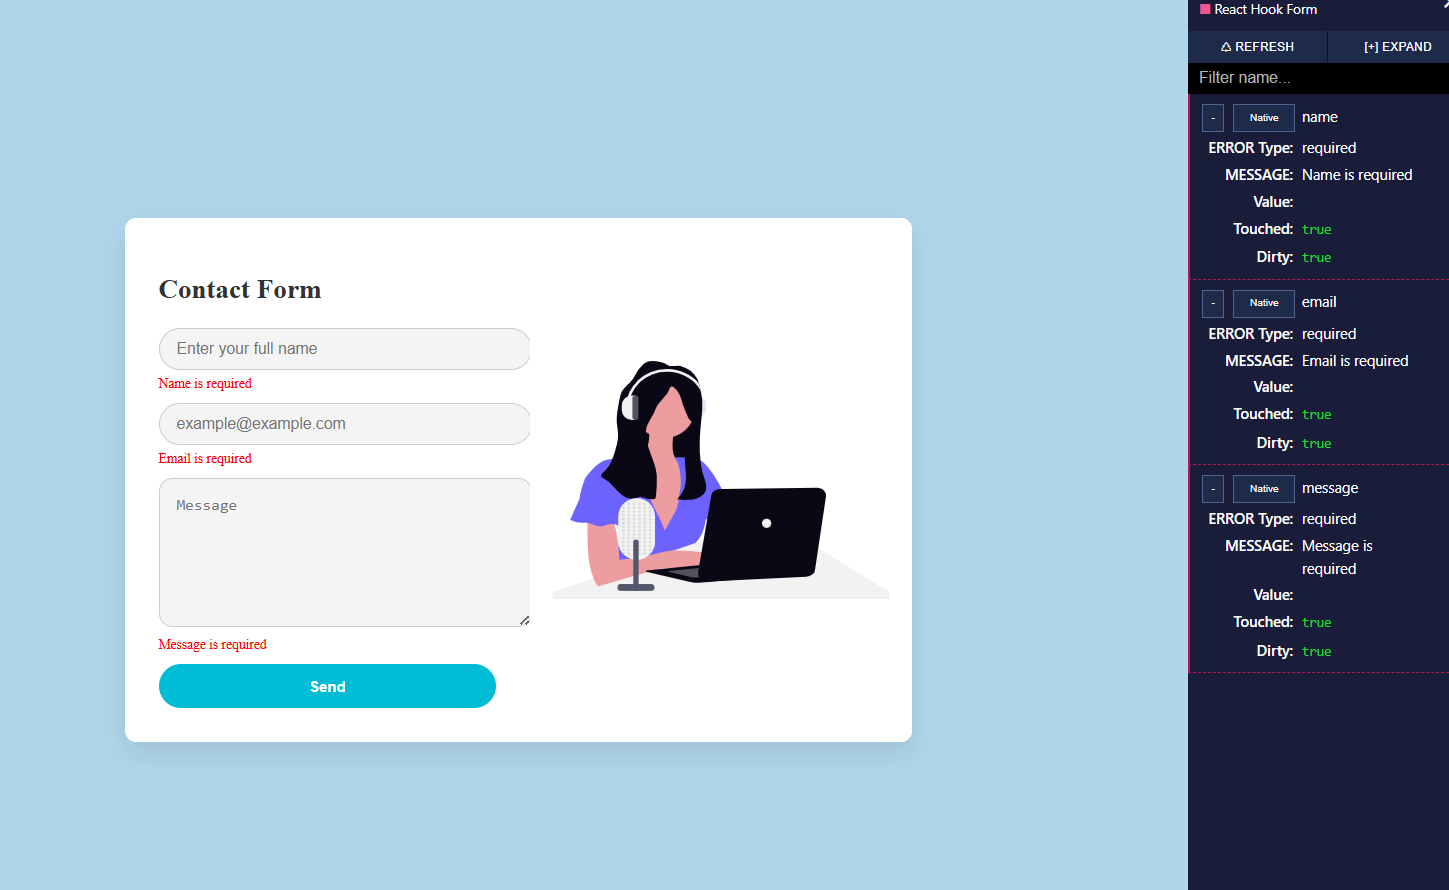 Contact Form
Enter your full name
Name is required
example@example.com
Email is required
Message
Message is required
Send
React Hook Form
♺ REFRESH
[+] EXPAND
Filter name...
- Native name
ERROR Type: required
MESSAGE: Name is required
Value:
Touched: true
Dirty: true
- Native email
ERROR Type: required
MESSAGE: Email is required
Value:
Touched: true
Dirty: true
- Native message
ERROR Type: required
MESSAGE: Message is
required
Value:
Touched: true
Dirty: true